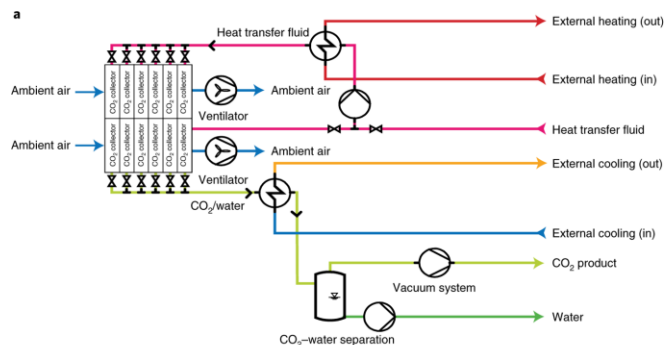 a
Heat transfer fluid
External heating (out)
External heating (in)
Ambient air
CO₂ collector
CO₂ collector
CO₂ collector
CO₂ collector
CO₂ collector
CO₂ collector
Ambient air
Ventilator
Heat transfer fluid
Ambient air
CO₂ collector
CO₂ collector
CO₂ collector
CO₂ collector
CO₂ collector
CO₂ collector
Ambient air
Ventilator
External cooling (out)
CO₂/water
External cooling (in)
CO₂ product
Vacuum system
Water
CO₂–water separation